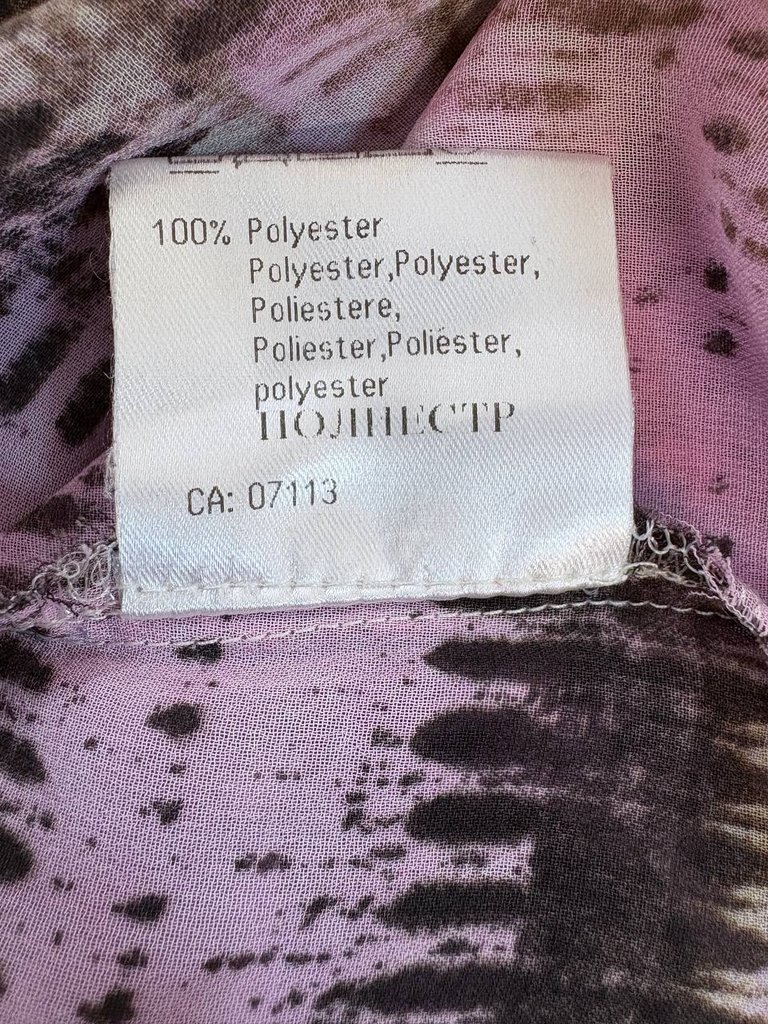 100% Polyester
Polyester,Polyester,
Poliestere,
Poliester,Poliéster,
polyester
ПОЛИЕСТР
CA: 07113